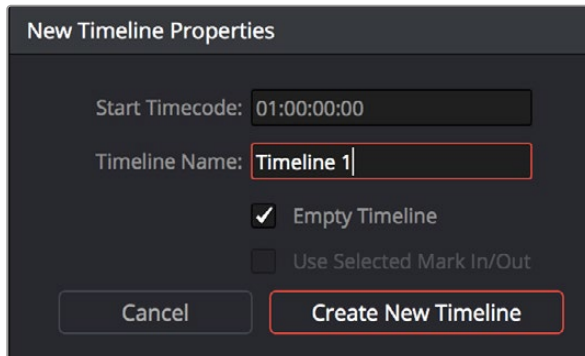 New Timeline Properties
Start Timecode: 01:00:00:00
Timeline Name: Timeline 1
Empty Timeline
Use Selected Mark In/Out
Cancel Create New Timeline